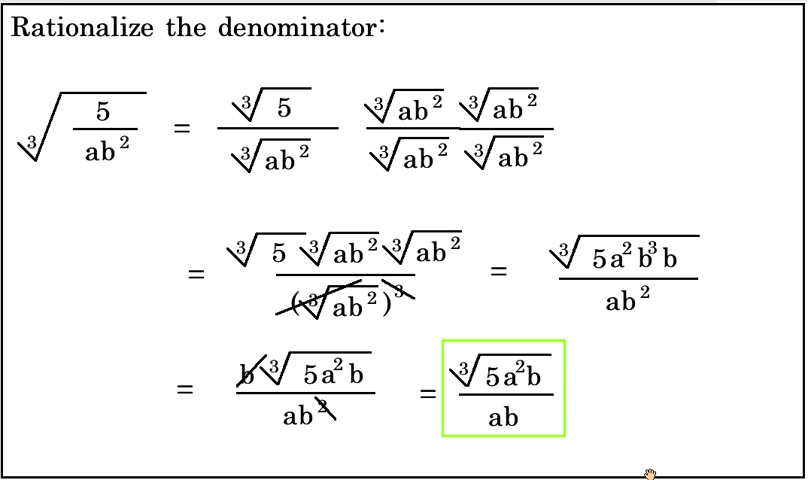 Rationalize the denominator:
∛(5/(ab²)) = ∛5/∛(ab²) ∛(ab²)/∛(ab²) ∛(ab²)/∛(ab²)
= ∛5 ∛(ab²) ∛(ab²)/(∛(ab²))³ = ∛(5a²b³b)/(ab²)
= b∛(5a²b)/(ab²) = ∛(5a²b)/(ab)